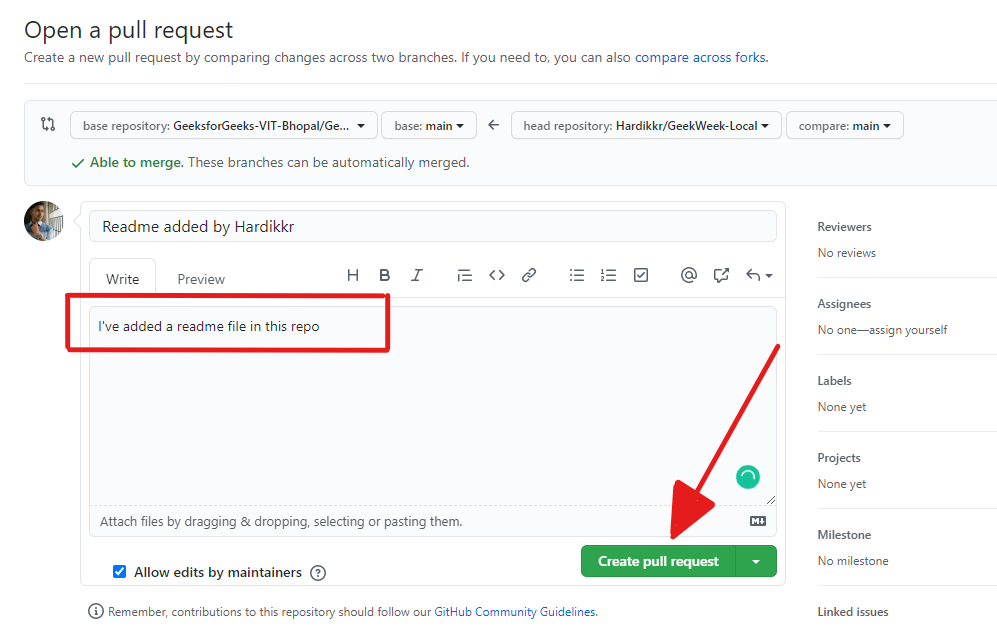 Open a pull request
Create a new pull request by comparing changes across two branches. If you need to, you can also compare across forks.
base repository: GeeksforGeeks-VIT-Bhopal/Ge... base: main head repository: Hardikkr/GeekWeek-Local compare: main
Able to merge. These branches can be automatically merged.
Readme added by Hardikkr
Write Preview H B I @
I've added a readme file in this repo
Attach files by dragging & dropping, selecting or pasting them.
Create pull request
Allow edits by maintainers ?
Remember, contributions to this repository should follow our GitHub Community Guidelines.
Reviewers
No reviews
Assignees
No one—assign yourself
Labels
None yet
Projects
None yet
Milestone
No milestone
Linked issues